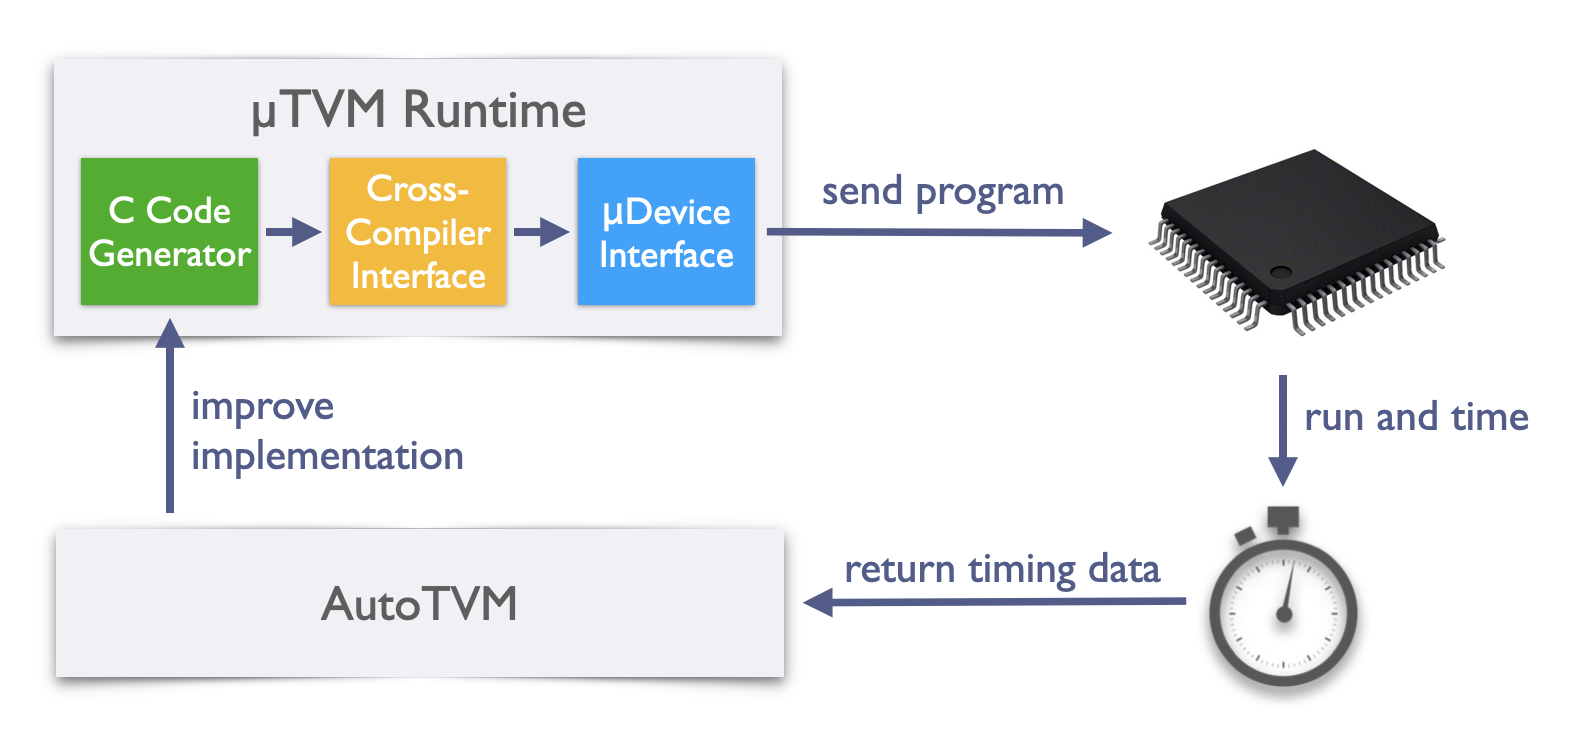 µTVM Runtime
C Code
Generator
Cross-
Compiler
Interface
µDevice
Interface
send program
run and time
return timing data
AutoTVM
improve
implementation